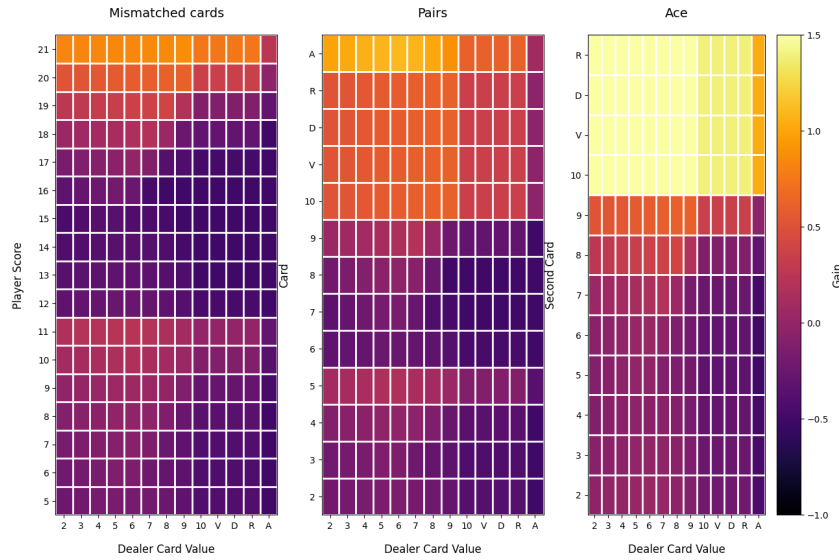 Mismatched cards
Pairs
Ace
Player Score
21
20
19
18
17
16
15
14
13
12
11
10
9
8
7
6
5
2 3 4 5 6 7 8 9 10 V D R A
Dealer Card Value
Card
A
R
D
V
10
9
8
7
6
5
4
3
2
2 3 4 5 6 7 8 9 10 V D R A
Dealer Card Value
Second Card
R
D
V
10
9
8
7
6
5
4
3
2
2 3 4 5 6 7 8 9 10 V D R A
Dealer Card Value
Gain
1.5
1.0
0.5
0.0
−0.5
−1.0